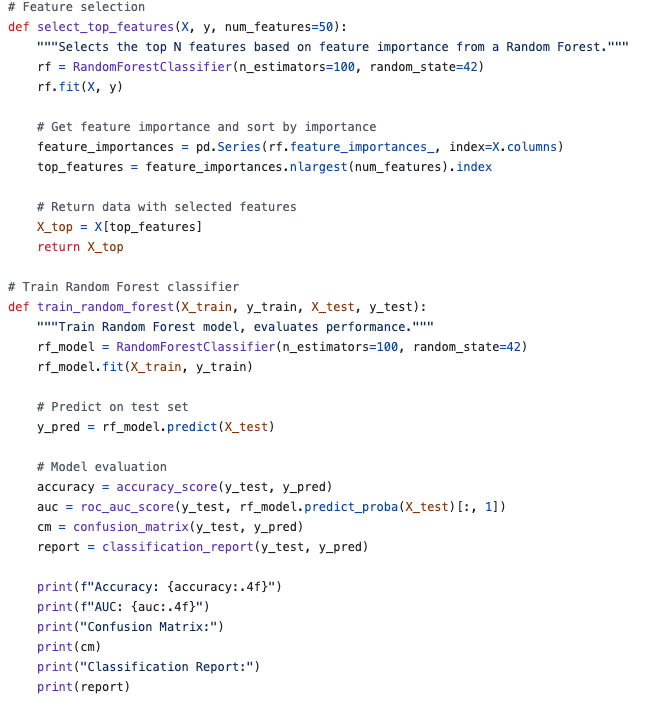 # Feature selection
def select_top_features(X, y, num_features=50):
    """Selects the top N features based on feature importance from a Random Forest."""
    rf = RandomForestClassifier(n_estimators=100, random_state=42)
    rf.fit(X, y)

    # Get feature importance and sort by importance
    feature_importances = pd.Series(rf.feature_importances_, index=X.columns)
    top_features = feature_importances.nlargest(num_features).index

    # Return data with selected features
    X_top = X[top_features]
    return X_top

# Train Random Forest classifier
def train_random_forest(X_train, y_train, X_test, y_test):
    """Train Random Forest model, evaluates performance."""
    rf_model = RandomForestClassifier(n_estimators=100, random_state=42)
    rf_model.fit(X_train, y_train)

    # Predict on test set
    y_pred = rf_model.predict(X_test)

    # Model evaluation
    accuracy = accuracy_score(y_test, y_pred)
    auc = roc_auc_score(y_test, rf_model.predict_proba(X_test)[:, 1])
    cm = confusion_matrix(y_test, y_pred)
    report = classification_report(y_test, y_pred)

    print(f"Accuracy: {accuracy:.4f}")
    print(f"AUC: {auc:.4f}")
    print("Confusion Matrix:")
    print(cm)
    print("Classification Report:")
    print(report)